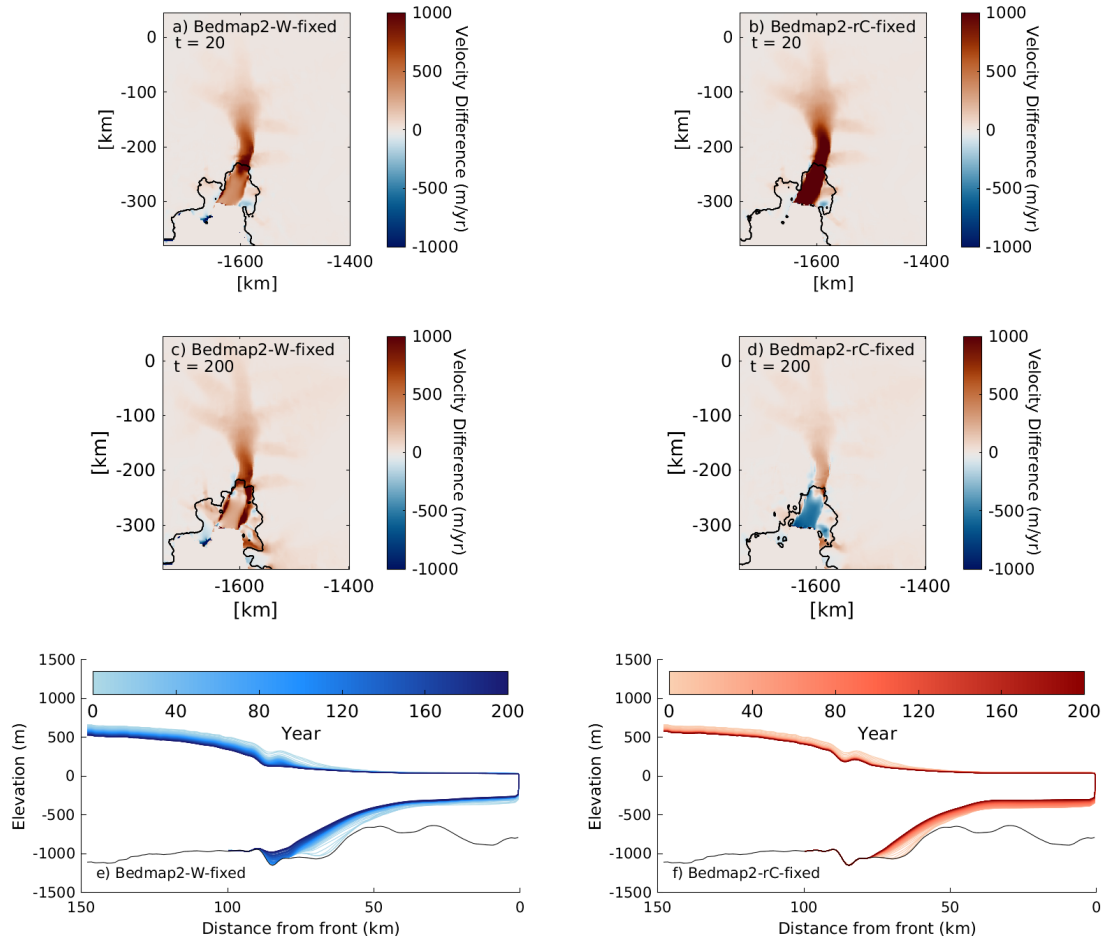 a) Bedmap2-W-fixed
t = 20
0
-100
-200
-300
[km]
-1600
-1400
[km]
1000
500
0
-500
-1000
Velocity Difference (m/yr)
b) Bedmap2-rC-fixed
t = 20
0
-100
-200
-300
[km]
-1600
-1400
[km]
1000
500
0
-500
-1000
Velocity Difference (m/yr)
c) Bedmap2-W-fixed
t = 200
0
-100
-200
-300
[km]
-1600
-1400
[km]
1000
500
0
-500
-1000
Velocity Difference (m/yr)
d) Bedmap2-rC-fixed
t = 200
0
-100
-200
-300
[km]
-1600
-1400
[km]
1000
500
0
-500
-1000
Velocity Difference (m/yr)
1500
1000
500
0
-500
-1000
-1500
Elevation (m)
0 40 80 120 160 200
Year
e) Bedmap2-W-fixed
150 100 50 0
Distance from front (km)
1500
1000
500
0
-500
-1000
-1500
Elevation (m)
0 40 80 120 160 200
Year
f) Bedmap2-rC-fixed
150 100 50 0
Distance from front (km)